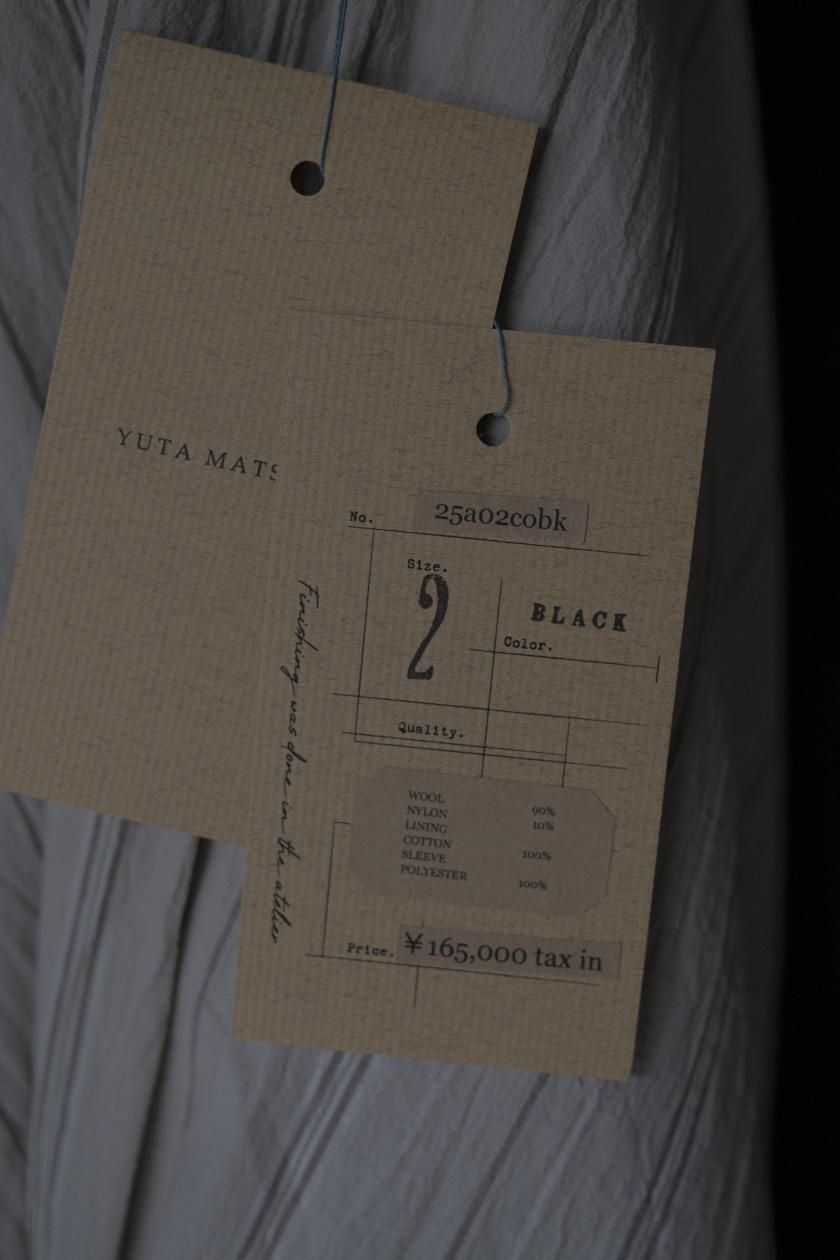 YUTA MATS
No. 25a02cobk
Size.
2
BLACK
Color.
Quality.
WOOL 90%
NYLON 10%
LINING
COTTON 100%
SLEEVE
POLYESTER 100%
Price. ¥165,000 tax in
Finishing was done in the atelier